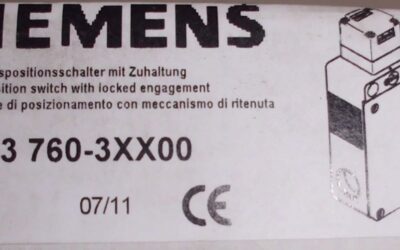 IEMENS
spositionsschalter mit Zuhaltung
ition switch with locked engagement
e di posizionamento con meccanismo di ritenuta
3 760-3XX00
07/11 CE